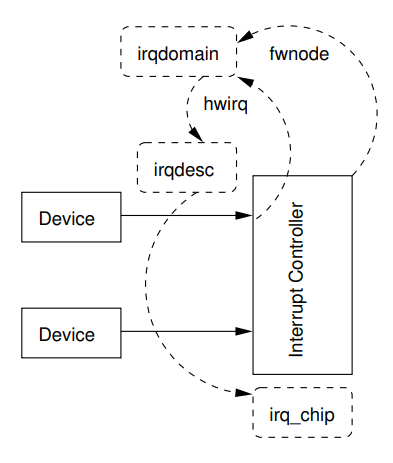 irqdomain
fwnode
hwirq
irqdesc
Device
Interrupt Controller
Device
irq_chip